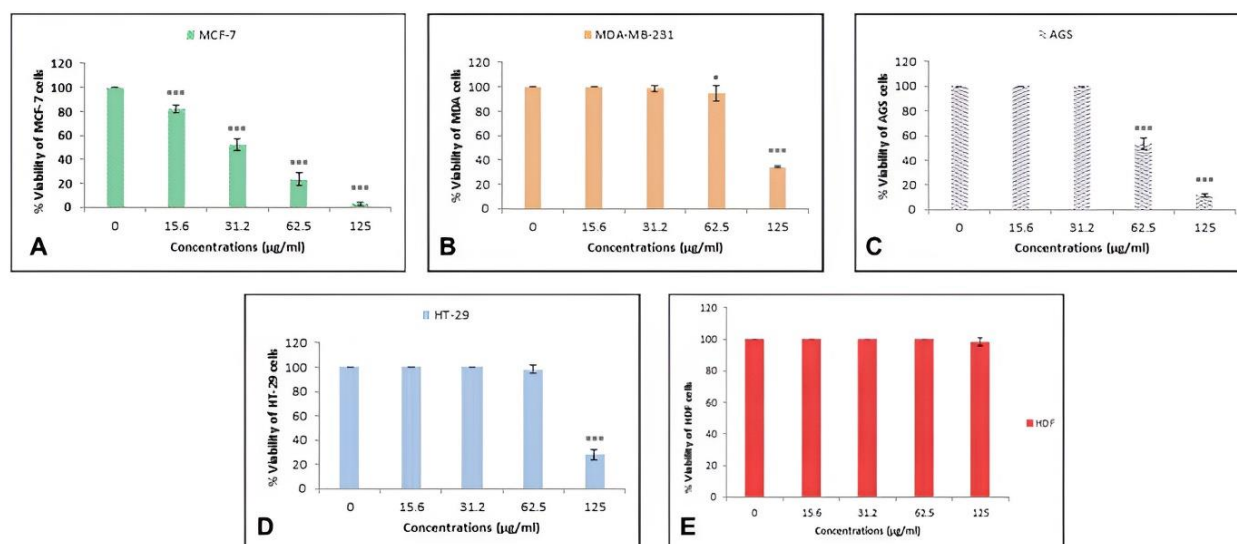 MCF-7
% Viability of MCF-7 cells
120
100
80
60
40
20
0
***
***
***
***
0 15.6 31.2 62.5 125
Concentrations (µg/ml)
A
MDA-MB-231
% Viability of MDA cells
120
100
80
60
40
20
0
*
***
0 15.6 31.2 62.5 125
Concentrations (µg/ml)
B
AGS
% Viability of AGS cells
120
100
80
60
40
20
0
***
***
0 15.6 31.2 62.5 125
Concentrations (µg/ml)
C
HT-29
% Viability of HT-29 cells
120
100
80
60
40
20
0
***
0 15.6 31.2 62.5 125
Concentrations (µg/ml)
D
% Viability of HDF cells
120
100
80
60
40
20
0
HDF
0 15.6 31.2 62.5 125
Concentrations (µg/ml)
E